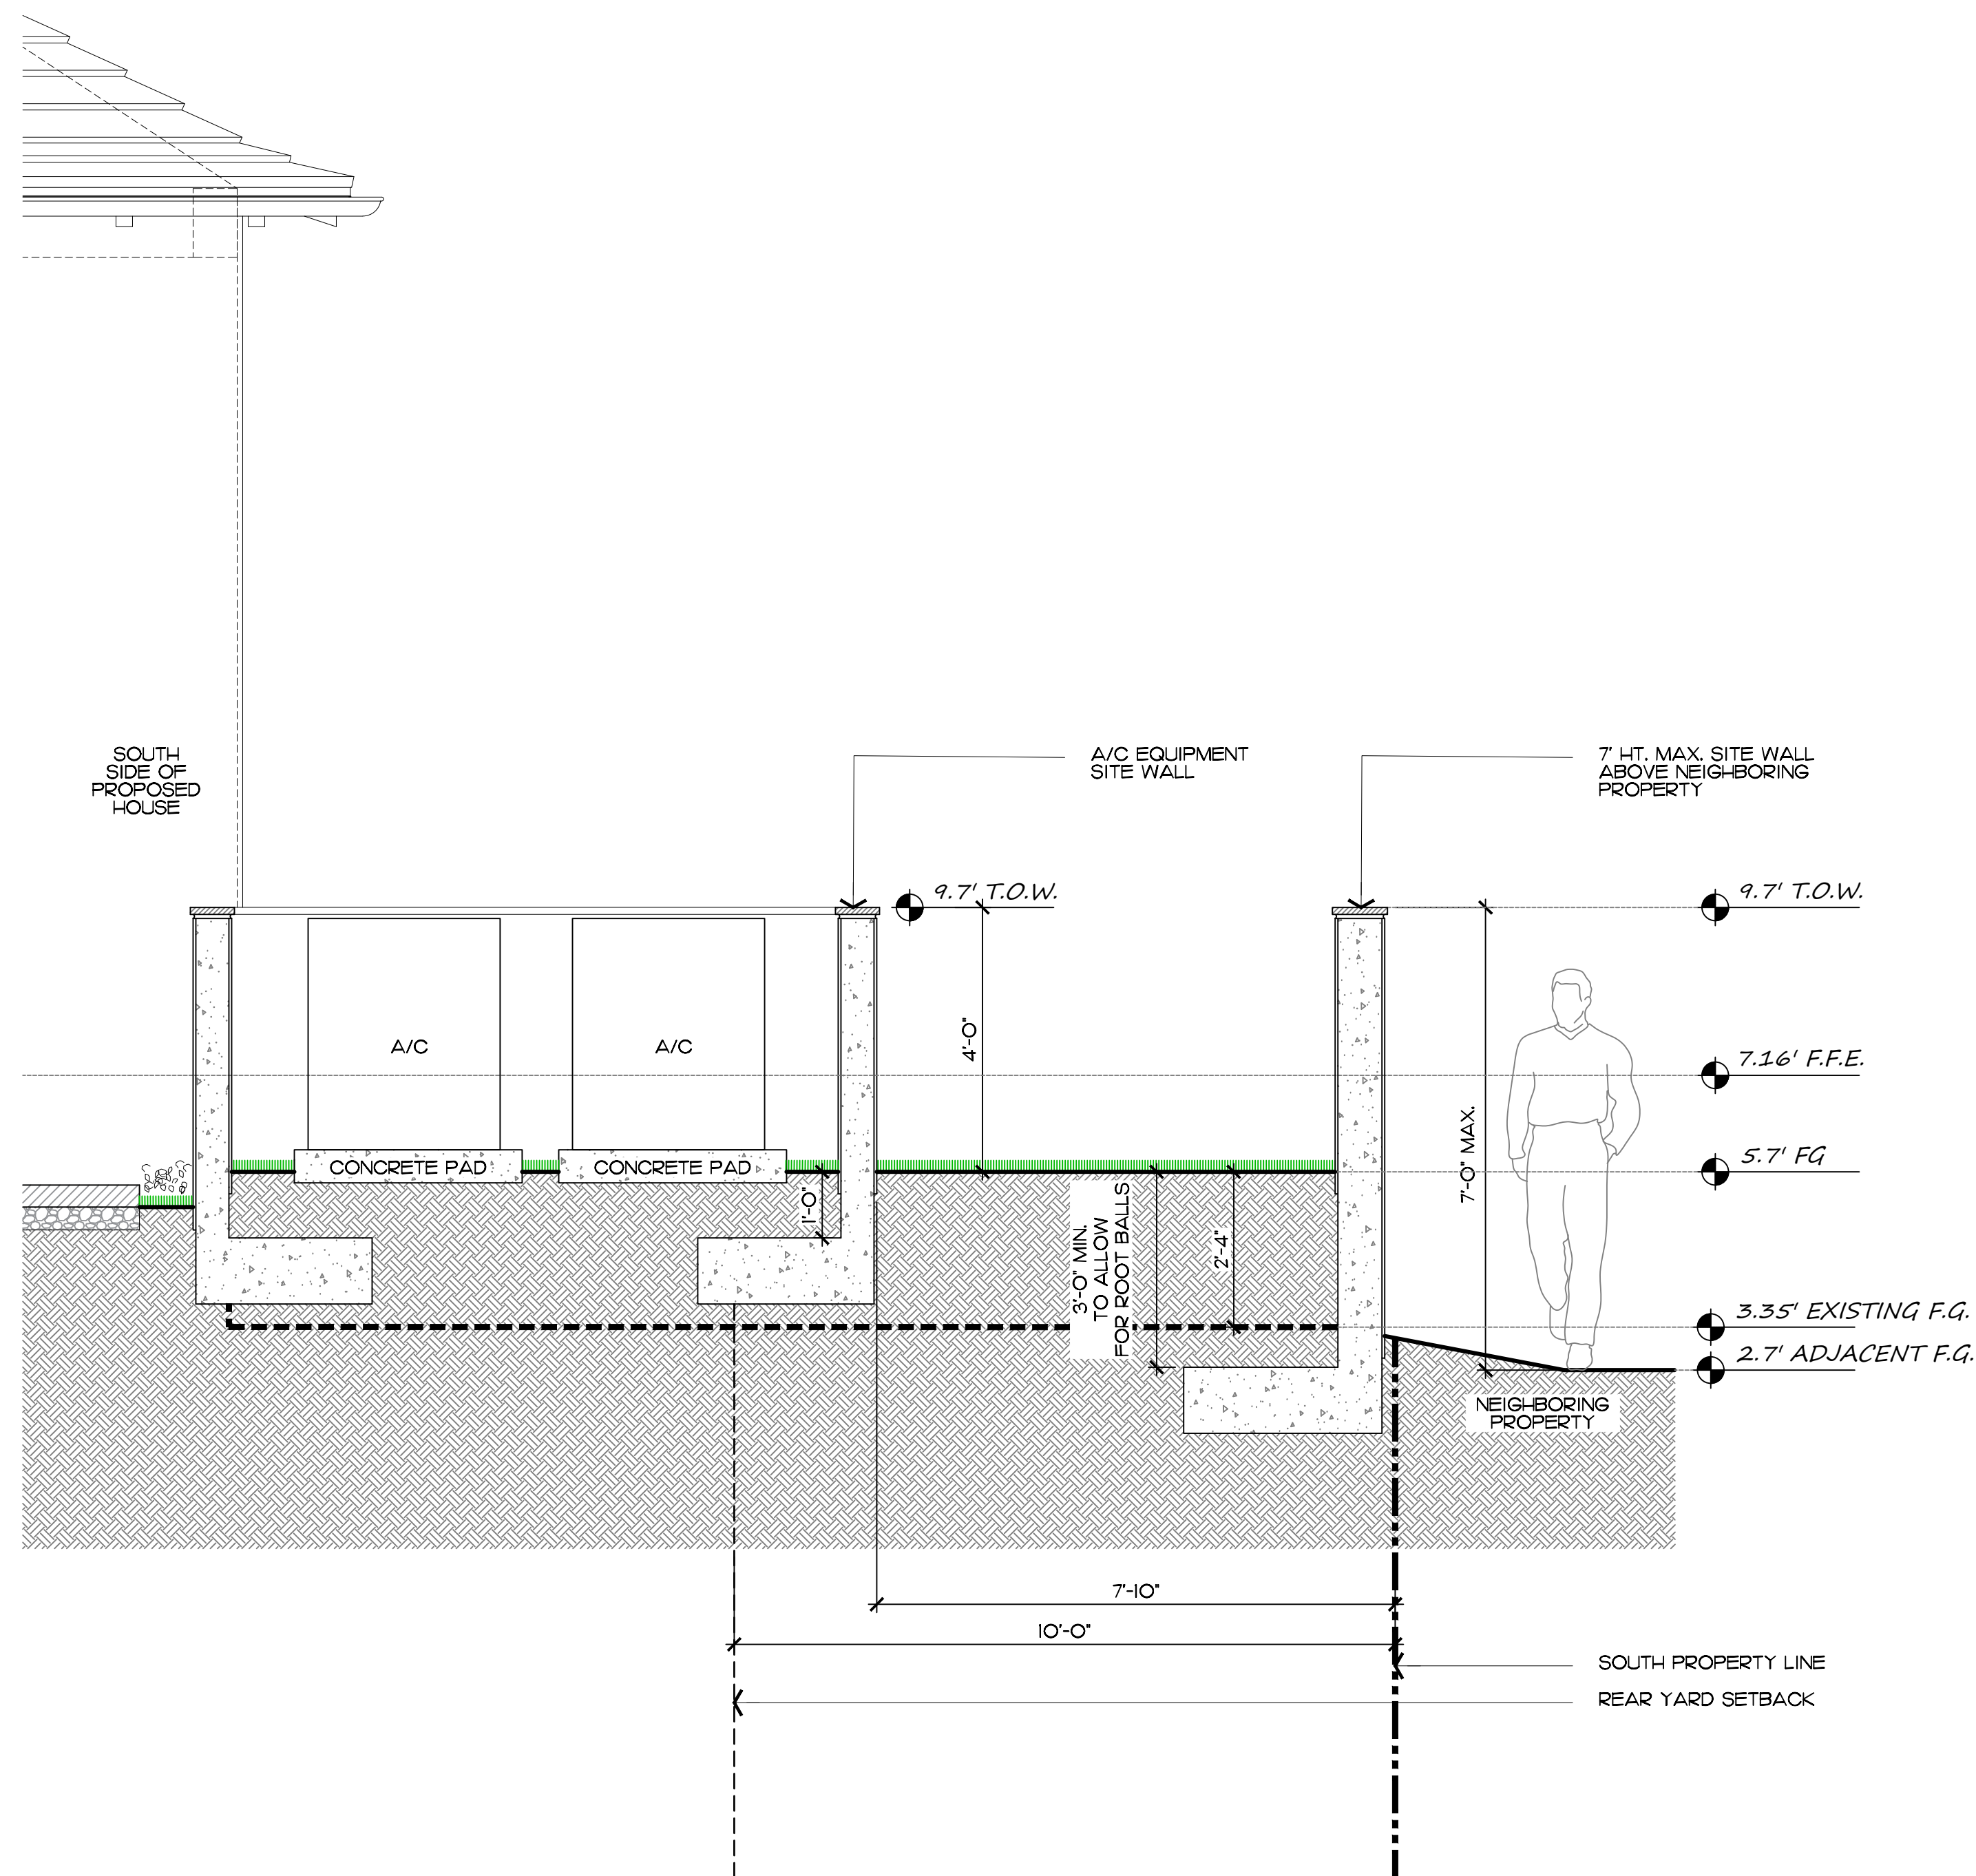 SOUTH
SIDE OF
PROPOSED
HOUSE
A/C EQUIPMENT
SITE WALL
7' HT. MAX. SITE WALL
ABOVE NEIGHBORING
PROPERTY
9.7' T.O.W.
9.7' T.O.W.
4'-0"
A/C
A/C
7.16' F.F.E.
7'-0" MAX.
CONCRETE PAD
CONCRETE PAD
5.7' FG
1'-0"
3'-0" MIN.
TO ALLOW
FOR ROOT BALLS
2'-4"
3.35' EXISTING F.G.
2.7' ADJACENT F.G.
NEIGHBORING
PROPERTY
7'-10"
10'-0"
SOUTH PROPERTY LINE
REAR YARD SETBACK